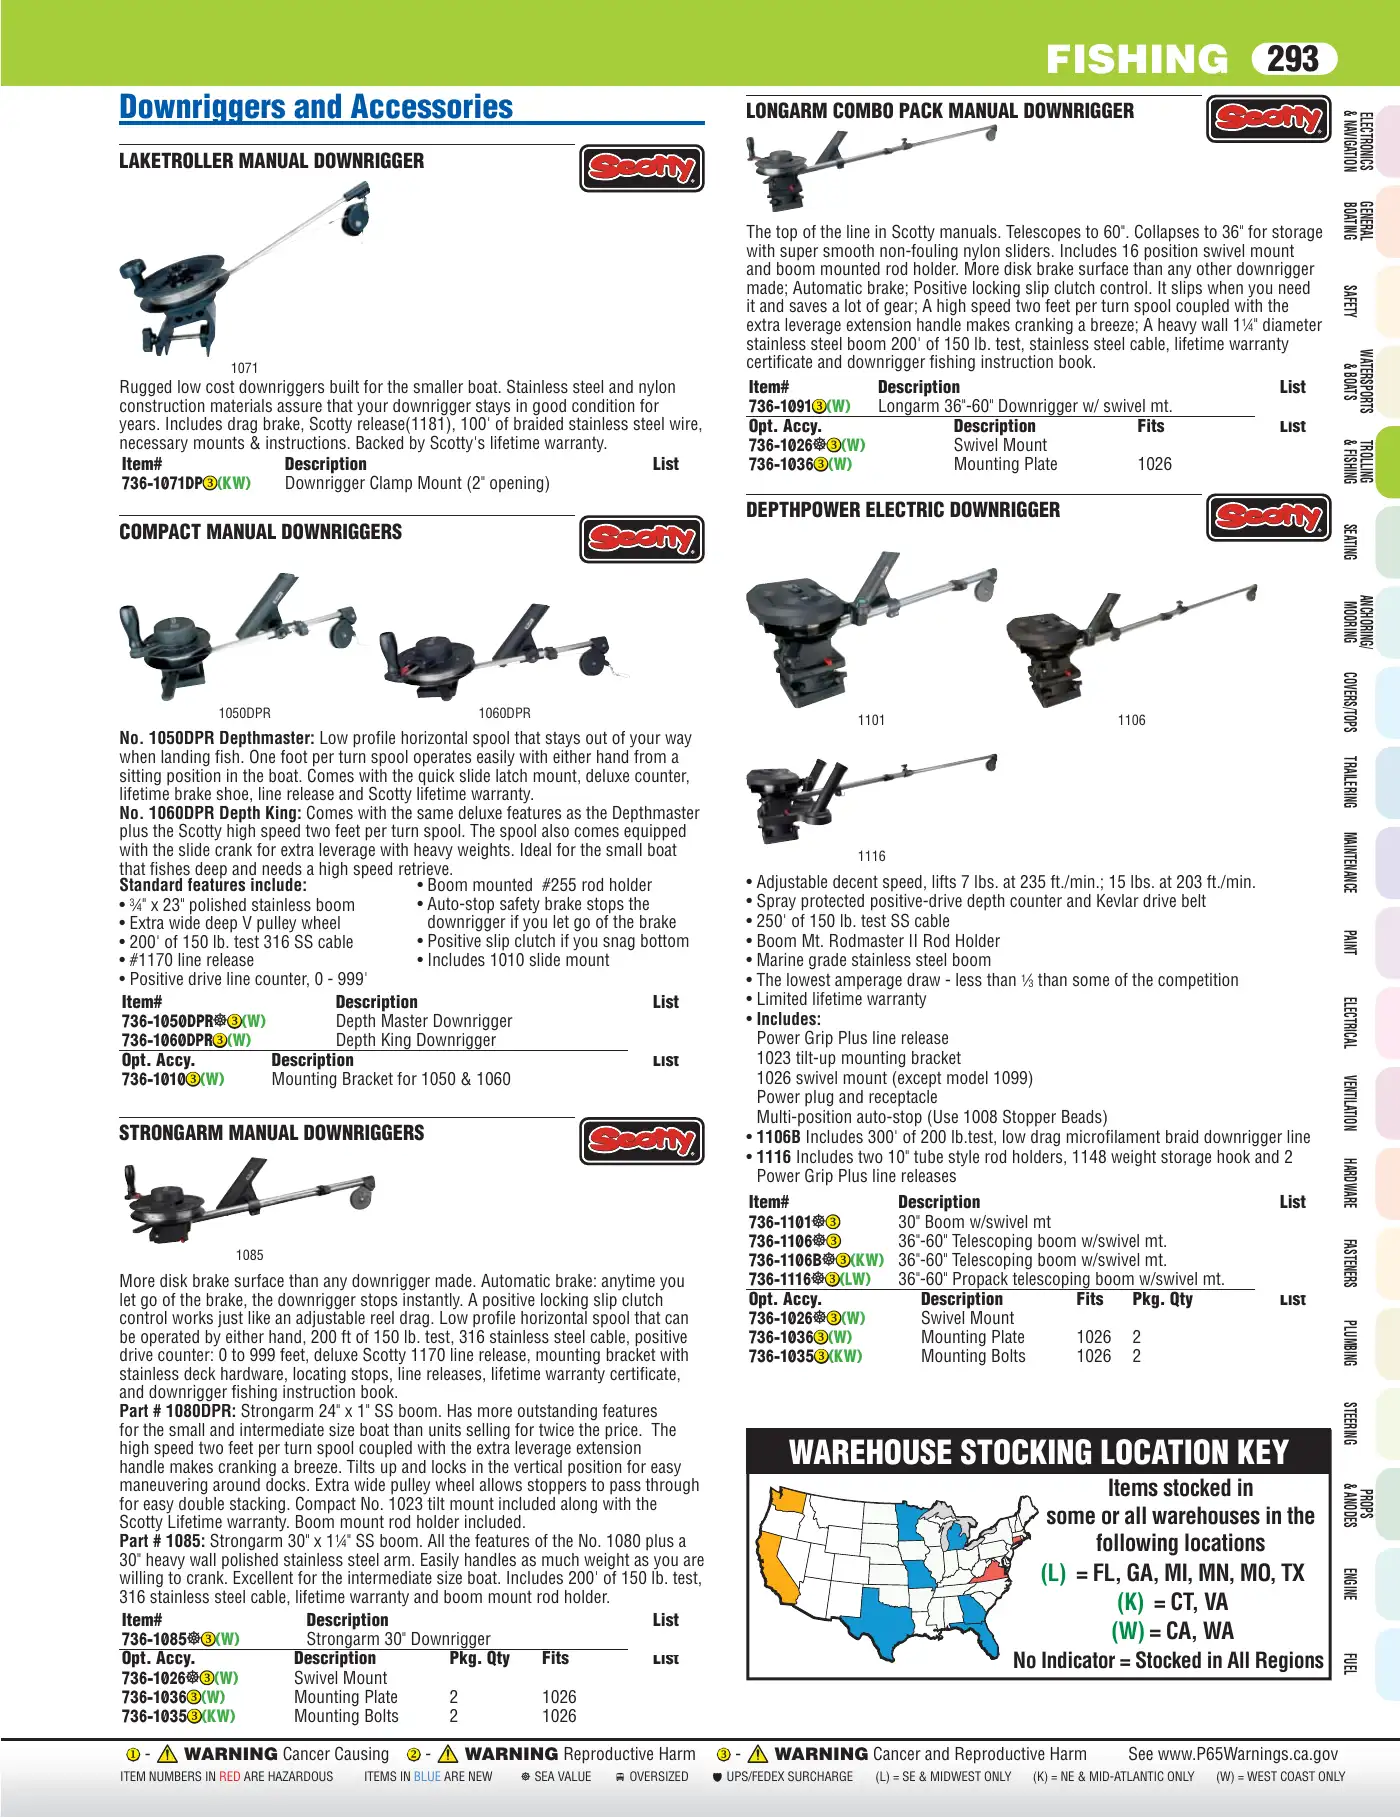 FISHING 293
Downriggers and Accessories
LAKETROLLER MANUAL DOWNRIGGER
Scotty
1071
Rugged low cost downriggers built for the smaller boat. Stainless steel and nylon
construction materials assure that your downrigger stays in good condition for
years. Includes drag brake, Scotty release(1181), 100' of braided stainless steel wire,
necessary mounts & instructions. Backed by Scotty's lifetime warranty.
Item# Description List
736-1071DP3(KW) Downrigger Clamp Mount (2" opening)
COMPACT MANUAL DOWNRIGGERS
Scotty
1050DPR 1060DPR
No. 1050DPR Depthmaster: Low profile horizontal spool that stays out of your way
when landing fish. One foot per turn spool operates easily with either hand from a
sitting position in the boat. Comes with the quick slide latch mount, deluxe counter,
lifetime brake shoe, line release and Scotty lifetime warranty.
No. 1060DPR Depth King: Comes with the same deluxe features as the Depthmaster
plus the Scotty high speed two feet per turn spool. The spool also comes equipped
with the slide crank for extra leverage with heavy weights. Ideal for the small boat
that fishes deep and needs a high speed retrieve.
Standard features include:
• ¾" x 23" polished stainless boom
• Extra wide deep V pulley wheel
• 200' of 150 lb. test 316 SS cable
• #1170 line release
• Positive drive line counter, 0 - 999'
• Boom mounted #255 rod holder
• Auto-stop safety brake stops the
downrigger if you let go of the brake
• Positive slip clutch if you snag bottom
• Includes 1010 slide mount
Item# Description List
736-1050DPR☸3(W) Depth Master Downrigger
736-1060DPR3(W) Depth King Downrigger
Opt. Accy. Description List
736-10103(W) Mounting Bracket for 1050 & 1060
STRONGARM MANUAL DOWNRIGGERS
Scotty
1085
More disk brake surface than any downrigger made. Automatic brake: anytime you
let go of the brake, the downrigger stops instantly. A positive locking slip clutch
control works just like an adjustable reel drag. Low profile horizontal spool that can
be operated by either hand, 200 ft of 150 lb. test, 316 stainless steel cable, positive
drive counter: 0 to 999 feet, deluxe Scotty 1170 line release, mounting bracket with
stainless deck hardware, locating stops, line releases, lifetime warranty certificate,
and downrigger fishing instruction book.
Part # 1080DPR: Strongarm 24" x 1" SS boom. Has more outstanding features
for the small and intermediate size boat than units selling for twice the price. The
high speed two feet per turn spool coupled with the extra leverage extension
handle makes cranking a breeze. Tilts up and locks in the vertical position for easy
maneuvering around docks. Extra wide pulley wheel allows stoppers to pass through
for easy double stacking. Compact No. 1023 tilt mount included along with the
Scotty Lifetime warranty. Boom mount rod holder included.
Part # 1085: Strongarm 30" x 1¼" SS boom. All the features of the No. 1080 plus a
30" heavy wall polished stainless steel arm. Easily handles as much weight as you are
willing to crank. Excellent for the intermediate size boat. Includes 200' of 150 lb. test,
316 stainless steel cable, lifetime warranty and boom mount rod holder.
Item# Description List
736-1085☸3(W) Strongarm 30" Downrigger
Opt. Accy. Description Pkg. Qty Fits List
736-1026☸3(W) Swivel Mount
736-10363(W) Mounting Plate 2 1026
736-10353(KW) Mounting Bolts 2 1026
LONGARM COMBO PACK MANUAL DOWNRIGGER
Scotty
The top of the line in Scotty manuals. Telescopes to 60". Collapses to 36" for storage
with super smooth non-fouling nylon sliders. Includes 16 position swivel mount
and boom mounted rod holder. More disk brake surface than any other downrigger
made; Automatic brake; Positive locking slip clutch control. It slips when you need
it and saves a lot of gear; A high speed two feet per turn spool coupled with the
extra leverage extension handle makes cranking a breeze; A heavy wall 1¼" diameter
stainless steel boom 200' of 150 lb. test, stainless steel cable, lifetime warranty
certificate and downrigger fishing instruction book.
Item# Description List
736-10913(W) Longarm 36"-60" Downrigger w/ swivel mt.
Opt. Accy. Description Fits List
736-1026☸3(W) Swivel Mount
736-10363(W) Mounting Plate 1026
DEPTHPOWER ELECTRIC DOWNRIGGER
Scotty
1101 1106
1116
• Adjustable decent speed, lifts 7 lbs. at 235 ft./min.; 15 lbs. at 203 ft./min.
• Spray protected positive-drive depth counter and Kevlar drive belt
• 250' of 150 lb. test SS cable
• Boom Mt. Rodmaster II Rod Holder
• Marine grade stainless steel boom
• The lowest amperage draw - less than ⅓ than some of the competition
• Limited lifetime warranty
• Includes:
Power Grip Plus line release
1023 tilt-up mounting bracket
1026 swivel mount (except model 1099)
Power plug and receptacle
Multi-position auto-stop (Use 1008 Stopper Beads)
• 1106B Includes 300' of 200 lb.test, low drag microfilament braid downrigger line
• 1116 Includes two 10" tube style rod holders, 1148 weight storage hook and 2
Power Grip Plus line releases
Item# Description List
736-1101☸3 30" Boom w/swivel mt
736-1106☸3 36"-60" Telescoping boom w/swivel mt.
736-1106B☸3(KW) 36"-60" Telescoping boom w/swivel mt.
736-1116☸3(LW) 36"-60" Propack telescoping boom w/swivel mt.
Opt. Accy. Description Fits Pkg. Qty List
736-1026☸3(W) Swivel Mount
736-10363(W) Mounting Plate 1026 2
736-10353(KW) Mounting Bolts 1026 2
WAREHOUSE STOCKING LOCATION KEY
Items stocked in
some or all warehouses in the
following locations
(L) = FL, GA, MI, MN, MO, TX
(K) = CT, VA
(W) = CA, WA
No Indicator = Stocked in All Regions
ELECTRONICS
& NAVIGATION
GENERAL
BOATING
SAFETY
WATERSPORTS
& BOATS
TROLLING
& FISHING
SEATING
ANCHORING/
MOORING
COVERS/TOPS
TRAILERING
MAINTENANCE
PAINT
ELECTRICAL
VENTILATION
HARDWARE
FASTENERS
PLUMBING
STEERING
PROPS
& ANODES
ENGINE
FUEL
1 - ⚠ WARNING Cancer Causing 2 - ⚠ WARNING Reproductive Harm 3 - ⚠ WARNING Cancer and Reproductive Harm See www.P65Warnings.ca.gov
ITEM NUMBERS IN RED ARE HAZARDOUS ITEMS IN BLUE ARE NEW ☸ SEA VALUE OVERSIZED UPS/FEDEX SURCHARGE (L) = SE & MIDWEST ONLY (K) = NE & MID-ATLANTIC ONLY (W) = WEST COAST ONLY